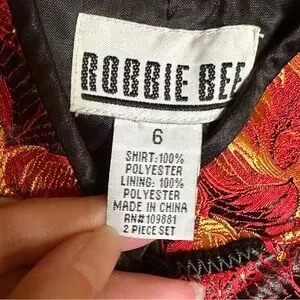 ROBBIE BEE
6
SHIRT:100%
POLYESTER
LINING: 100%
POLYESTER
MADE IN CHINA
RN#109881
2 PIECE SET